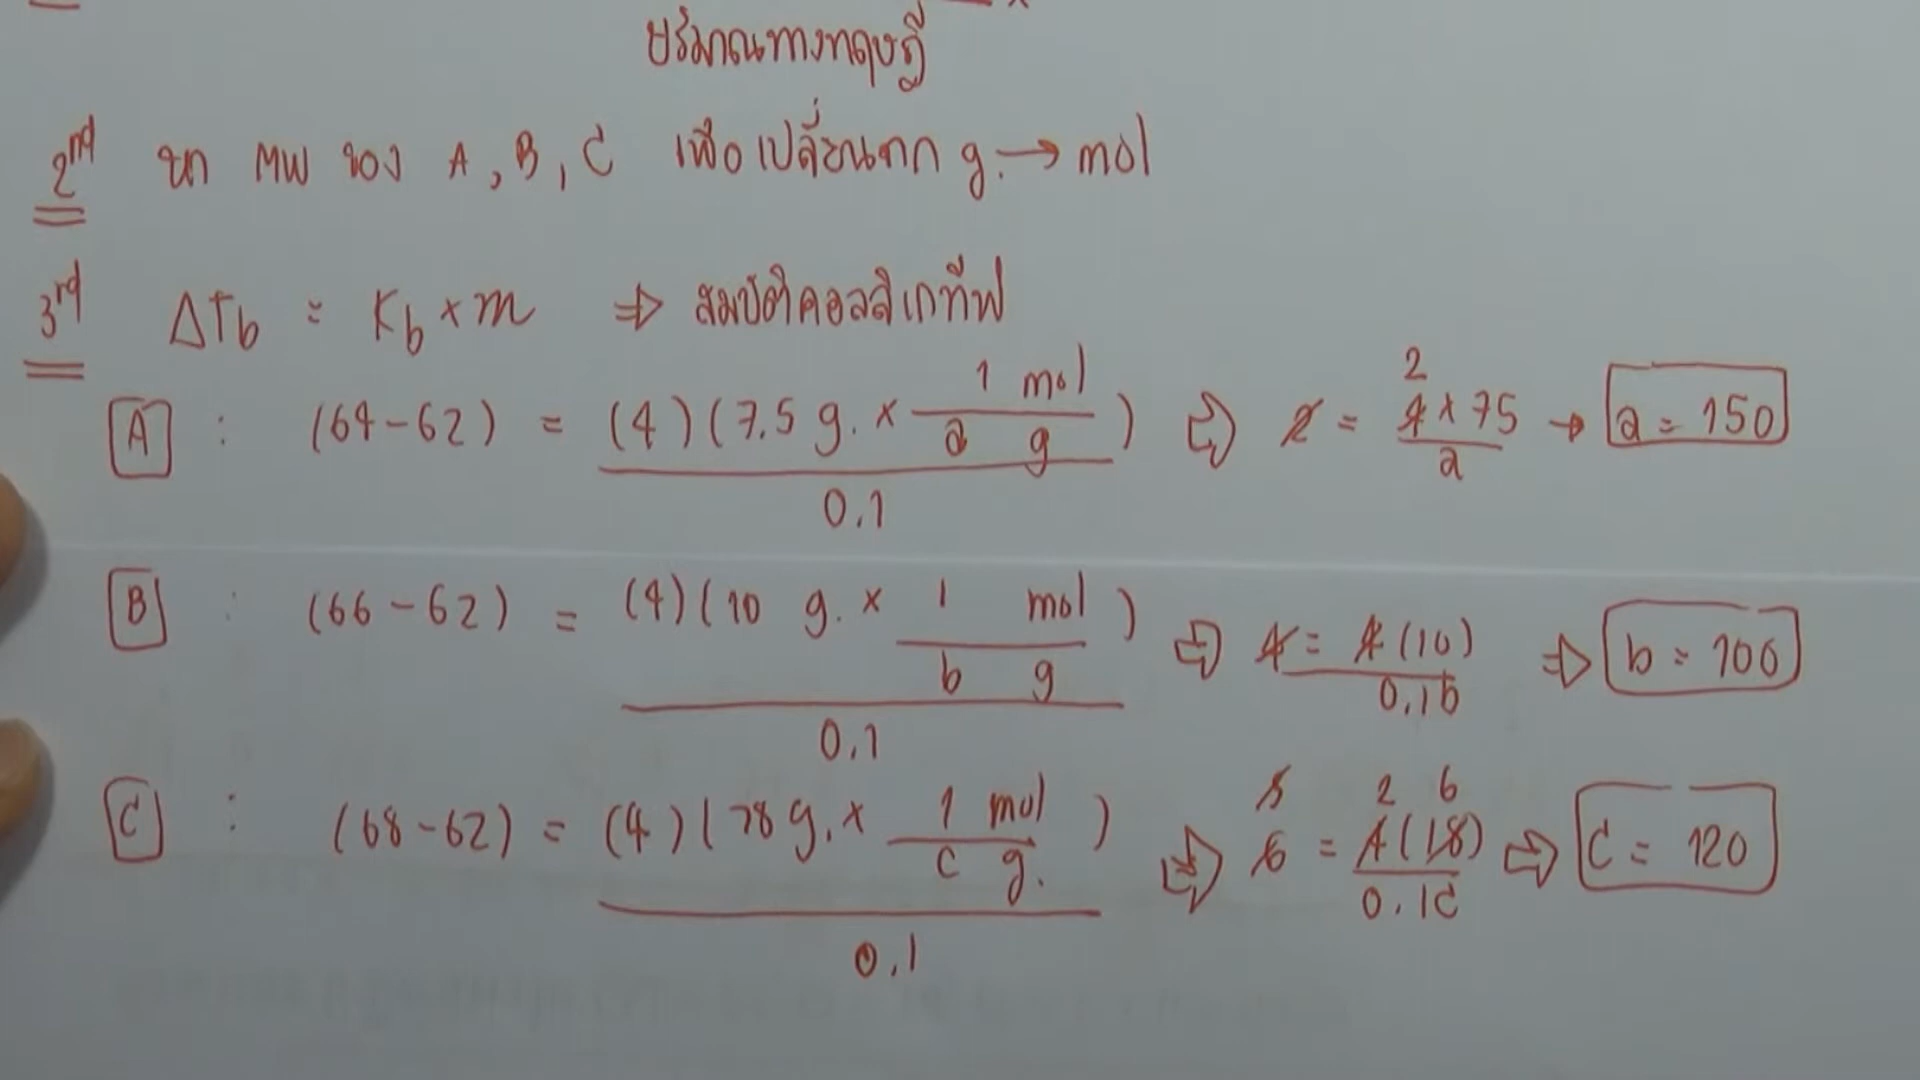 ปริมาณทางทฤษฎี
2nd หา MW ของ A, B, C เพื่อเปลี่ยนจาก g. → mol
3rd ΔTb = Kb × m ⇒ สมบัติคอลลิเกทีฟ
A : (64-62) = (4)(7.5 g. × 1 mol / a g) / 0.1 ⇒ 2 = 4 × 75 / a → a = 150
2
B : (66-62) = (4)(10 g. × 1 mol / b g) / 0.1 ⇒ 4 = 4(10) / 0.1b ⇒ b = 100
C : (68-62) = (4)(18 g. × 1 mol / c g.) / 0.1 ⇒ 6 = 4(18) / 0.1c ⇒ c = 120
2 6